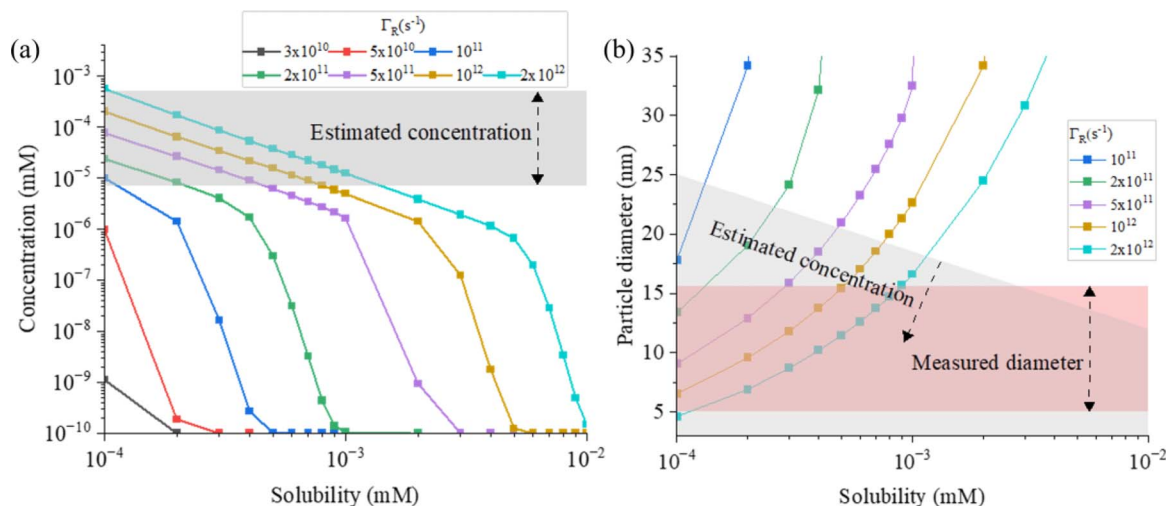 (a)
Γ_R(s⁻¹)
3x10¹⁰ 5x10¹⁰ 10¹¹
2x10¹¹ 5x10¹¹ 10¹² 2x10¹²
Concentration (mM)
10⁻³
10⁻⁴
10⁻⁵
10⁻⁶
10⁻⁷
10⁻⁸
10⁻⁹
10⁻¹⁰
Estimated concentration
10⁻⁴ 10⁻³ 10⁻²
Solubility (mM)
(b)
Particle diameter (nm)
35
30
25
20
15
10
5
Γ_R(s⁻¹)
10¹¹
2x10¹¹
5x10¹¹
10¹²
2x10¹²
Estimated concentration
Measured diameter
10⁻⁴ 10⁻³ 10⁻²
Solubility (mM)